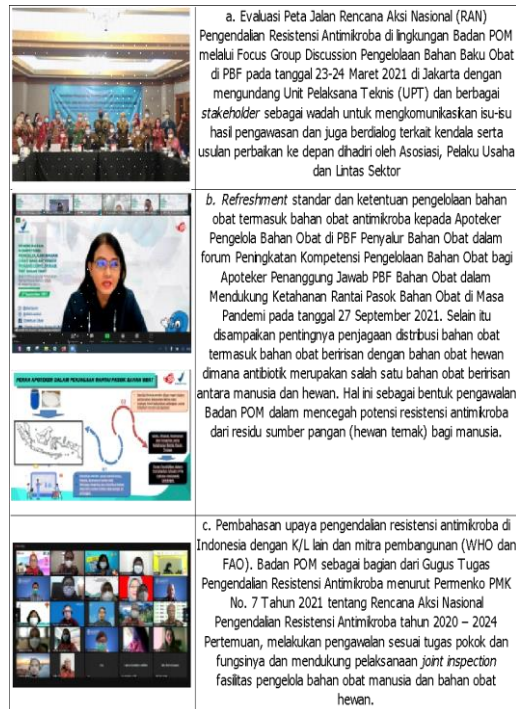 a. Evaluasi Peta Jalan Rencana Aksi Nasional (RAN)
Pengendalian Resistensi Antimikroba di lingkungan Badan POM
melalui Focus Group Discussion Pengelolaan Bahan Baku Obat
di PBF pada tanggal 23-24 Maret 2021 di Jakarta dengan
mengundang Unit Pelaksana Teknis (UPT) dan berbagai
stakeholder sebagai wadah untuk mengkomunikasikan isu-isu
hasil pengawasan dan juga berdialog terkait kendala serta
usulan perbaikan ke depan dihadiri oleh Asosiasi, Pelaku Usaha
dan Lintas Sektor
b. Refreshment standar dan ketentuan pengelolaan bahan
obat termasuk bahan obat antimikroba kepada Apoteker
Pengelola Bahan Obat di PBF Penyalur Bahan Obat dalam
forum Peningkatan Kompetensi Pengelolaan Bahan Obat bagi
Apoteker Penanggung Jawab PBF Bahan Obat dalam
Mendukung Ketahanan Rantai Pasok Bahan Obat di Masa
Pandemi pada tanggal 27 September 2021. Selain itu
disampaikan pentingnya penjagaan distribusi bahan obat
termasuk bahan obat beririsan dengan bahan obat hewan
dimana antibiotik merupakan salah satu bahan obat beririsan
antara manusia dan hewan. Hal ini sebagai bentuk pengawalan
Badan POM dalam mencegah potensi resistensi antimikroba
dari residu sumber pangan (hewan ternak) bagi manusia.
PERAN APOTEKER DALAM PENJAGAAN RANTAI PASOK BAHAN OBAT
c. Pembahasan upaya pengendalian resistensi antimikroba di
Indonesia dengan K/L lain dan mitra pembangunan (WHO dan
FAO). Badan POM sebagai bagian dari Gugus Tugas
Pengendalian Resistensi Antimikroba menurut Permenko PMK
No. 7 Tahun 2021 tentang Rencana Aksi Nasional
Pengendalian Resistensi Antimikroba tahun 2020 – 2024
Pertemuan, melakukan pengawalan sesuai tugas pokok dan
fungsinya dan mendukung pelaksanaan joint inspection
fasilitas pengelola bahan obat manusia dan bahan obat
hewan.